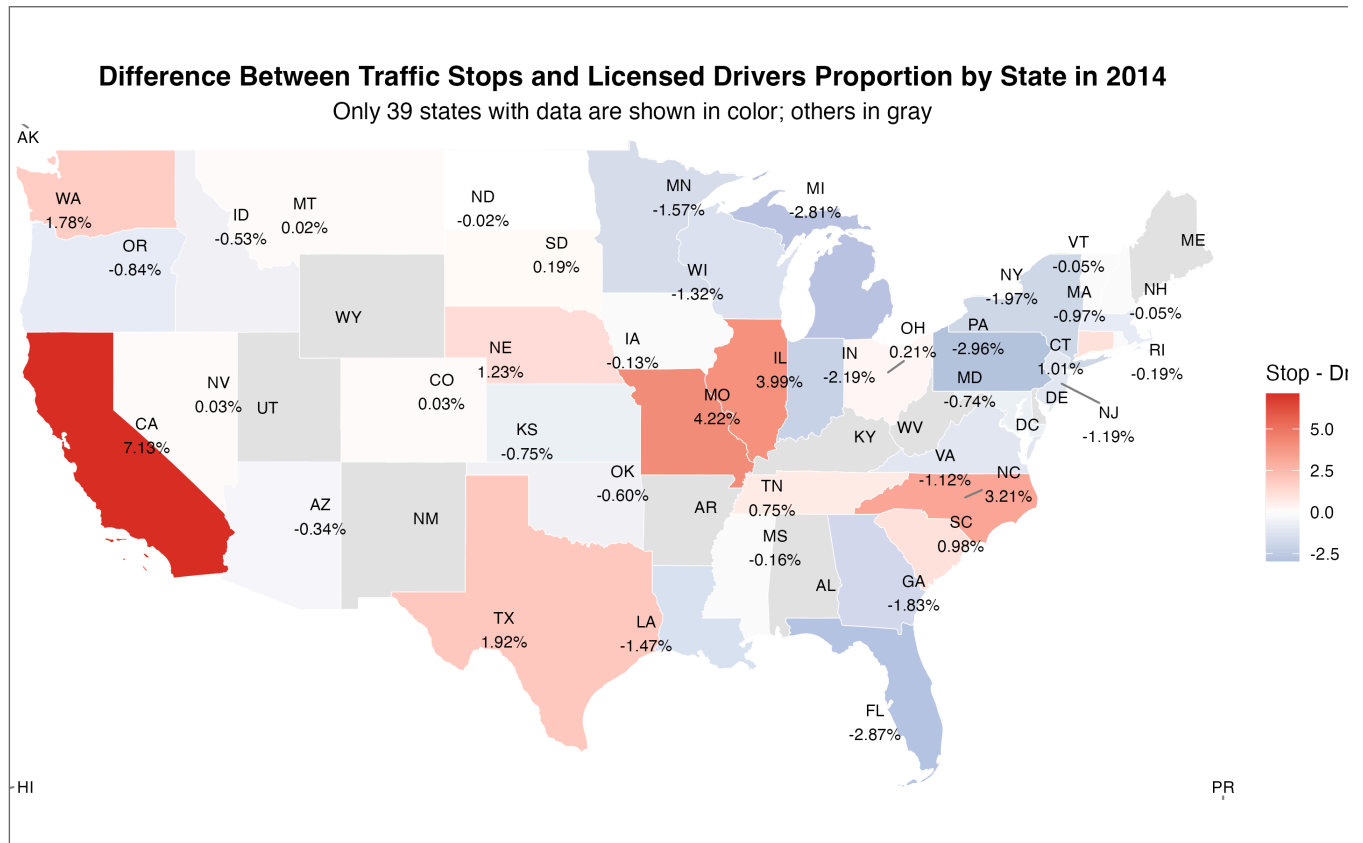 Difference Between Traffic Stops and Licensed Drivers Proportion by State in 2014
Only 39 states with data are shown in color; others in gray
AK
WA
1.78%
OR
-0.84%
ID
-0.53%
MT
0.02%
ND
-0.02%
SD
0.19%
MN
-1.57%
WI
-1.32%
MI
-2.81%
VT
-0.05%
ME
NY
-1.97%
MA
-0.97%
NH
-0.05%
WY
NE
1.23%
IA
-0.13%
IL
3.99%
IN
-2.19%
OH
0.21%
PA
-2.96%
CT
1.01%
RI
-0.19%
CA
7.13%
NV
0.03%
UT
CO
0.03%
KS
-0.75%
MO
4.22%
KY
WV
MD
-0.74%
DE
DC
NJ
-1.19%
VA
-1.12%
NC
3.21%
AZ
-0.34%
NM
OK
-0.60%
AR
TN
0.75%
MS
-0.16%
AL
SC
0.98%
GA
-1.83%
TX
1.92%
LA
-1.47%
FL
-2.87%
HI
PR
Stop - Dr
5.0
2.5
0.0
-2.5